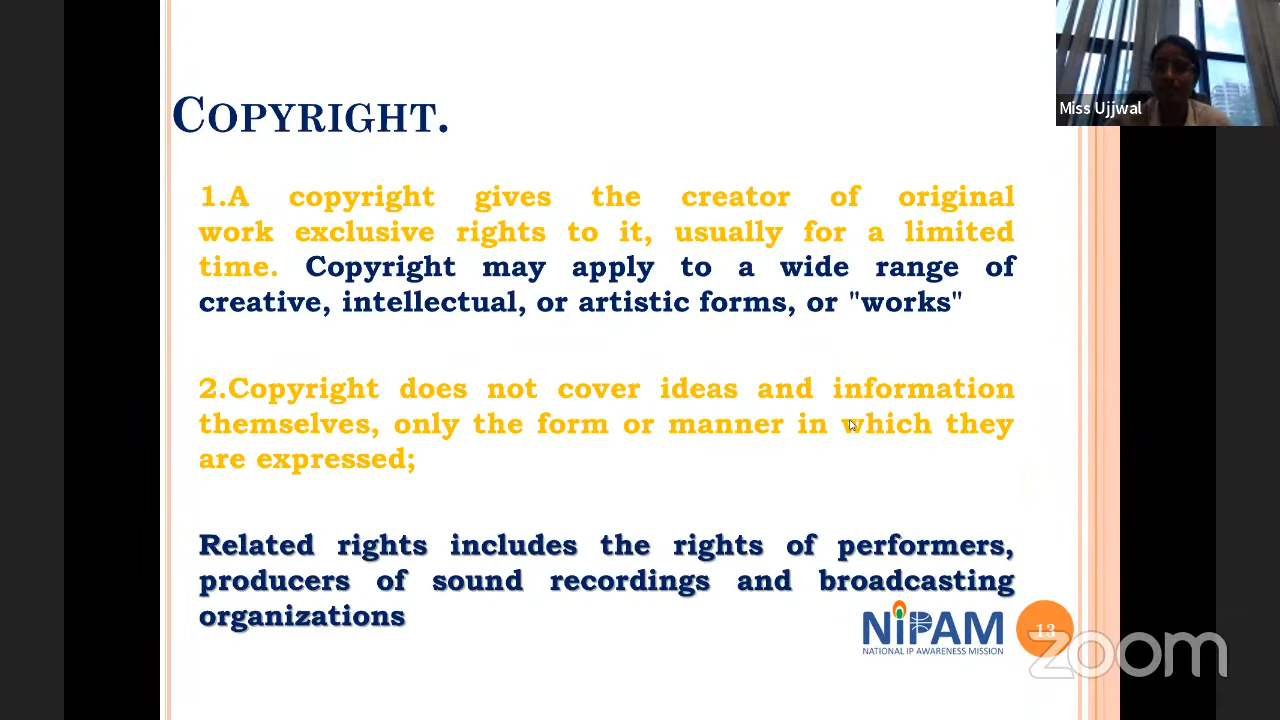 Miss Ujjwal
COPYRIGHT.
1.A copyright gives the creator of original
work exclusive rights to it, usually for a limited
time. Copyright may apply to a wide range of
creative, intellectual, or artistic forms, or "works"
2.Copyright does not cover ideas and information
themselves, only the form or manner in which they
are expressed;
Related rights includes the rights of performers,
producers of sound recordings and broadcasting
organizations
NIPAM
NATIONAL IP AWARENESS MISSION
13
zoom